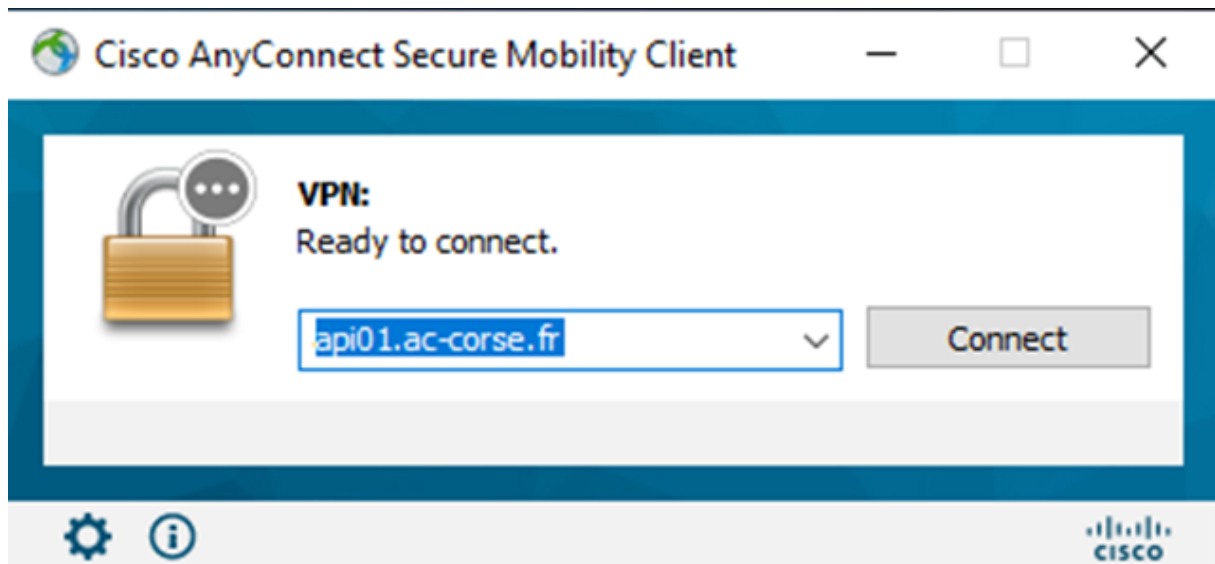 Cisco AnyConnect Secure Mobility Client
VPN:
Ready to connect.
api01.ac-corse.fr
Connect
CISCO